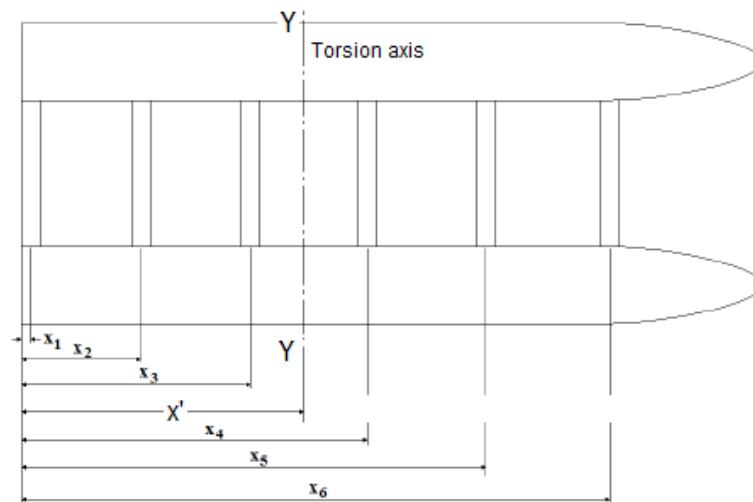 Y
Torsion axis
x₁
x₂
Y
x₃
X'
x₄
x₅
x₆